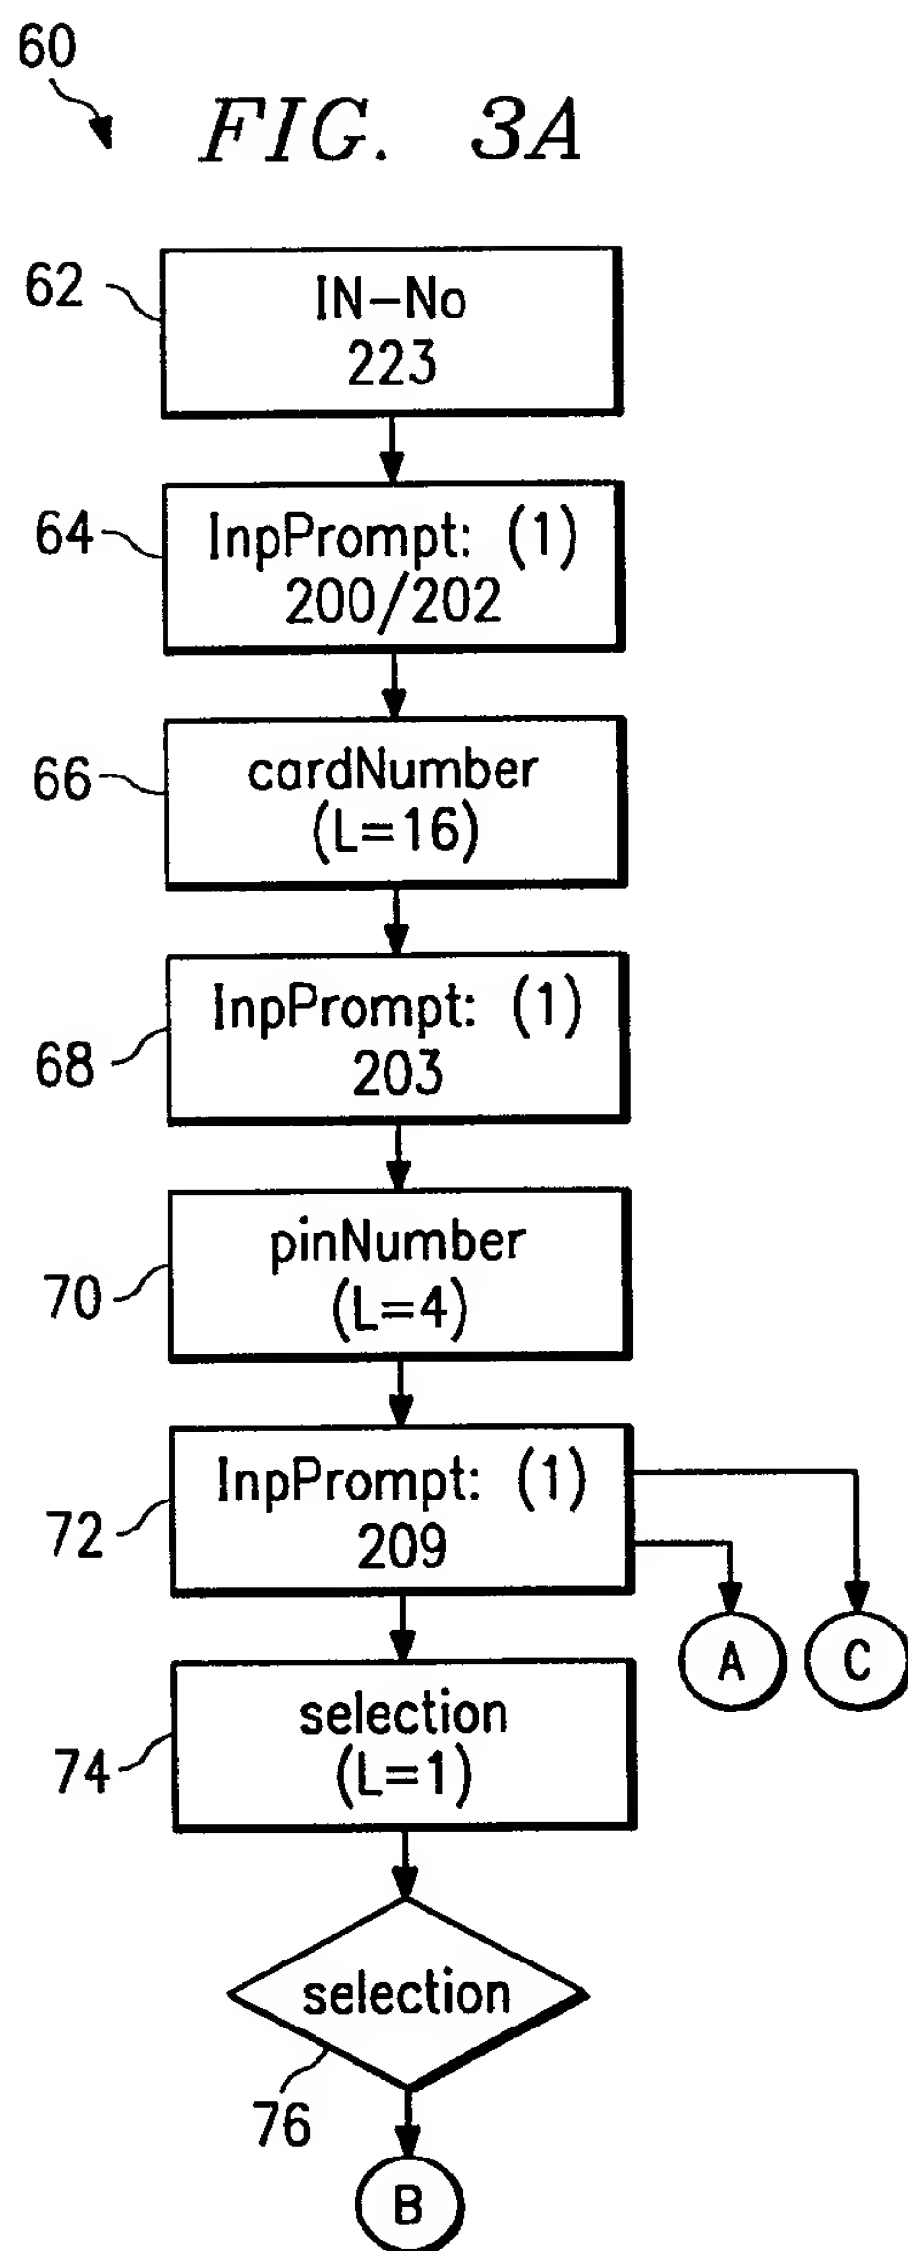 60
FIG. 3A
62
IN-No
223
64
InpPrompt: (1)
200/202
66
cardNumber
(L=16)
68
InpPrompt: (1)
203
70
pinNumber
(L=4)
72
InpPrompt: (1)
209
A
C
74
selection
(L=1)
selection
76
B